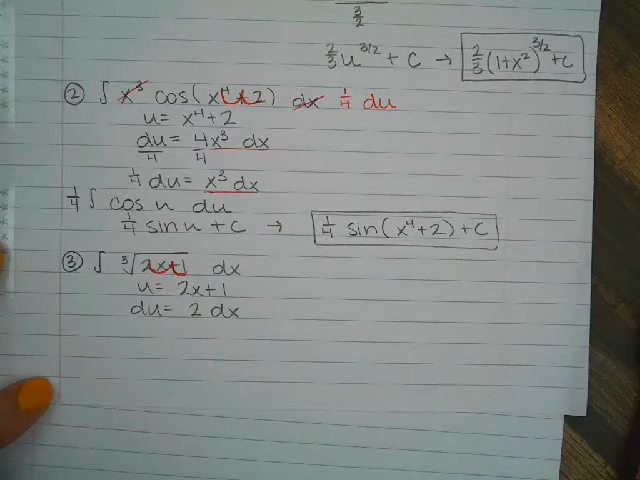 3/2
2/3 u^3/2 + C → 2/3 (1+x²)^3/2 + C
② ∫ x³ cos(x⁴+2) dx 1/4 du
u = x⁴+2
du/4 = 4x³/4 dx
1/4 du = x³ dx
1/4 ∫ cos u du
1/4 sin u + C → 1/4 sin(x⁴+2) + C
③ ∫ ∛(2x+1) dx
u = 2x+1
du = 2 dx